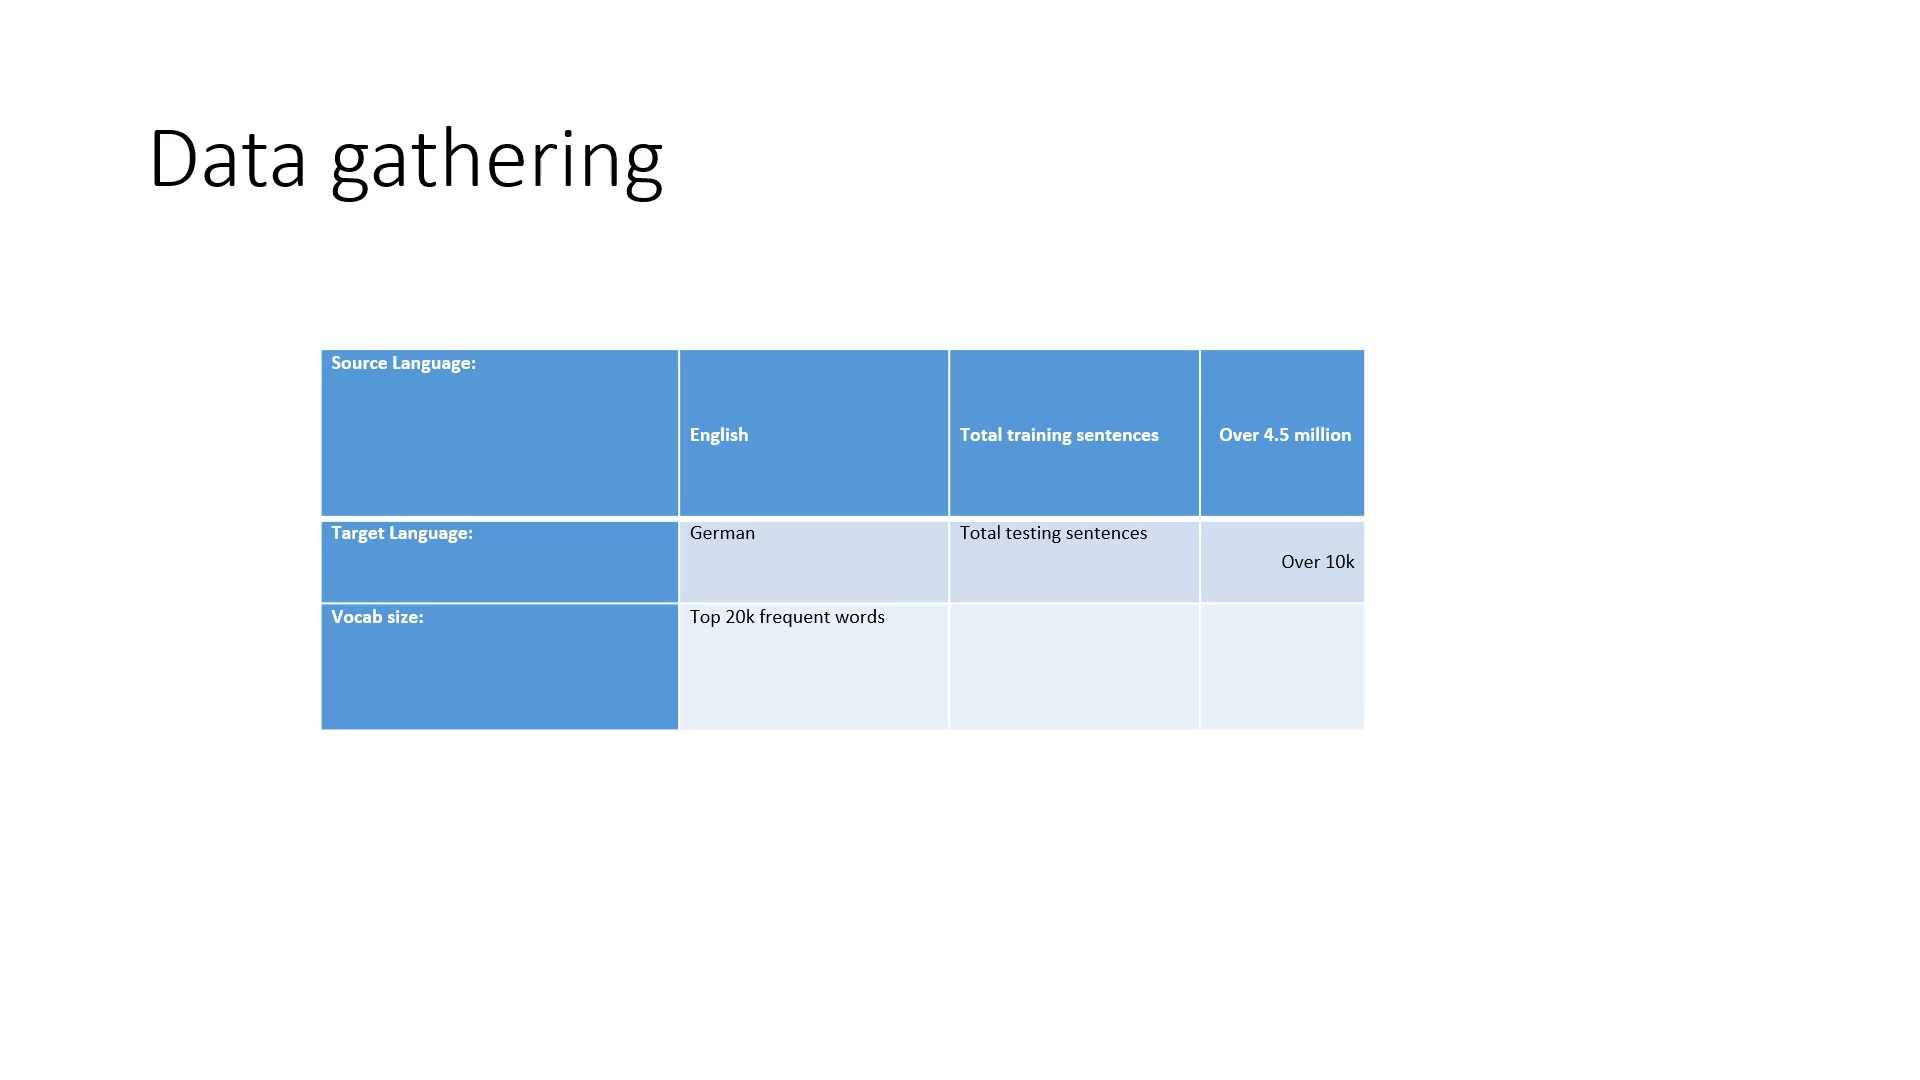 Data gathering
Source Language:
English
Total training sentences
Over 4.5 million
Target Language:
German
Total testing sentences
Over 10k
Vocab size:
Top 20k frequent words